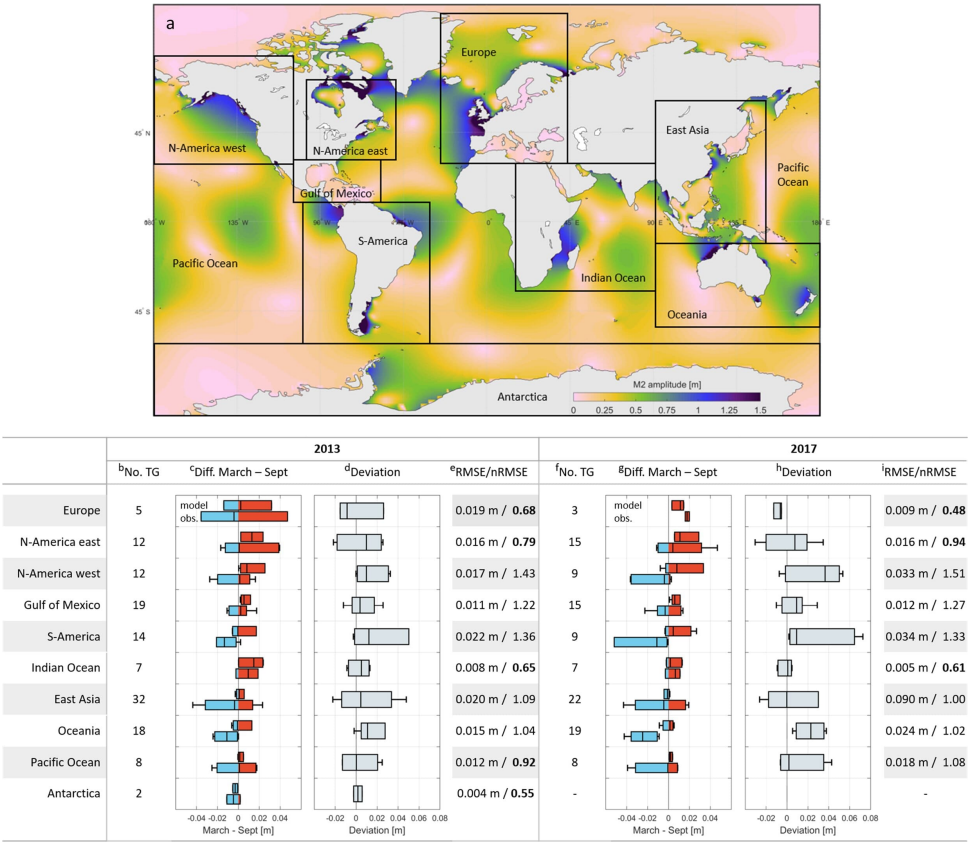 a
Europe
N-America west
N-America east
East Asia
Pacific
Ocean
Gulf of Mexico
S-America
Pacific Ocean
Indian Ocean
Oceania
Antarctica
45° N
135° W
0°
90° E
180° E
45° S
M2 amplitude [m]
0 0.25 0.5 0.75 1 1.25 1.5
2013 2017
bNo. TG cDiff. March – Sept dDeviation eRMSE/nRMSE fNo. TG gDiff. March – Sept hDeviation iRMSE/nRMSE
Europe 5 model obs. 0.019 m / 0.68 3 model obs. 0.009 m / 0.48
N-America east 12 0.016 m / 0.79 15 0.016 m / 0.94
N-America west 12 0.017 m / 1.43 9 0.033 m / 1.51
Gulf of Mexico 19 0.011 m / 1.22 15 0.012 m / 1.27
S-America 14 0.022 m / 1.36 9 0.034 m / 1.33
Indian Ocean 7 0.008 m / 0.65 7 0.005 m / 0.61
East Asia 32 0.020 m / 1.09 22 0.090 m / 1.00
Oceania 18 0.015 m / 1.04 19 0.024 m / 1.02
Pacific Ocean 8 0.012 m / 0.92 8 0.018 m / 1.08
Antarctica 2 0.004 m / 0.55 - -
-0.04 -0.02 0 0.02 0.04 -0.02 0 0.02 0.04 0.06 0.08 -0.04 -0.02 0 0.02 0.04 -0.02 0 0.02 0.04 0.06 0.08
March - Sept [m] Deviation [m] March - Sept [m] Deviation [m]